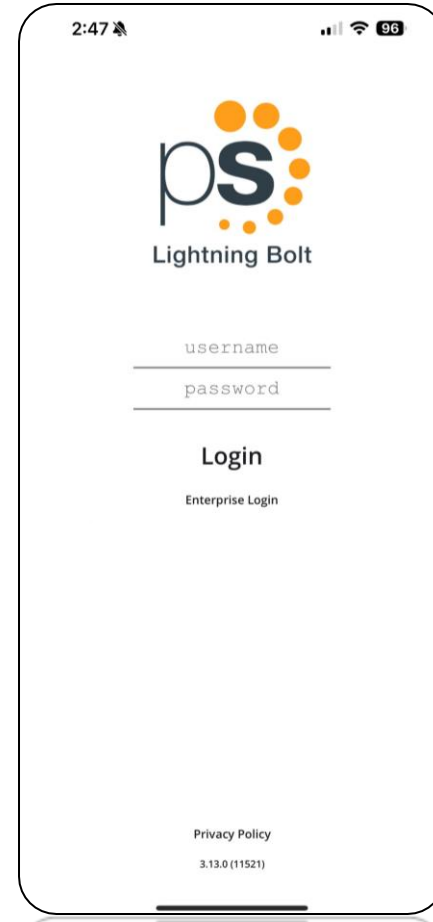 2:47
96
ps
Lightning Bolt
username
password
Login
Enterprise Login
Privacy Policy
3.13.0 (11521)